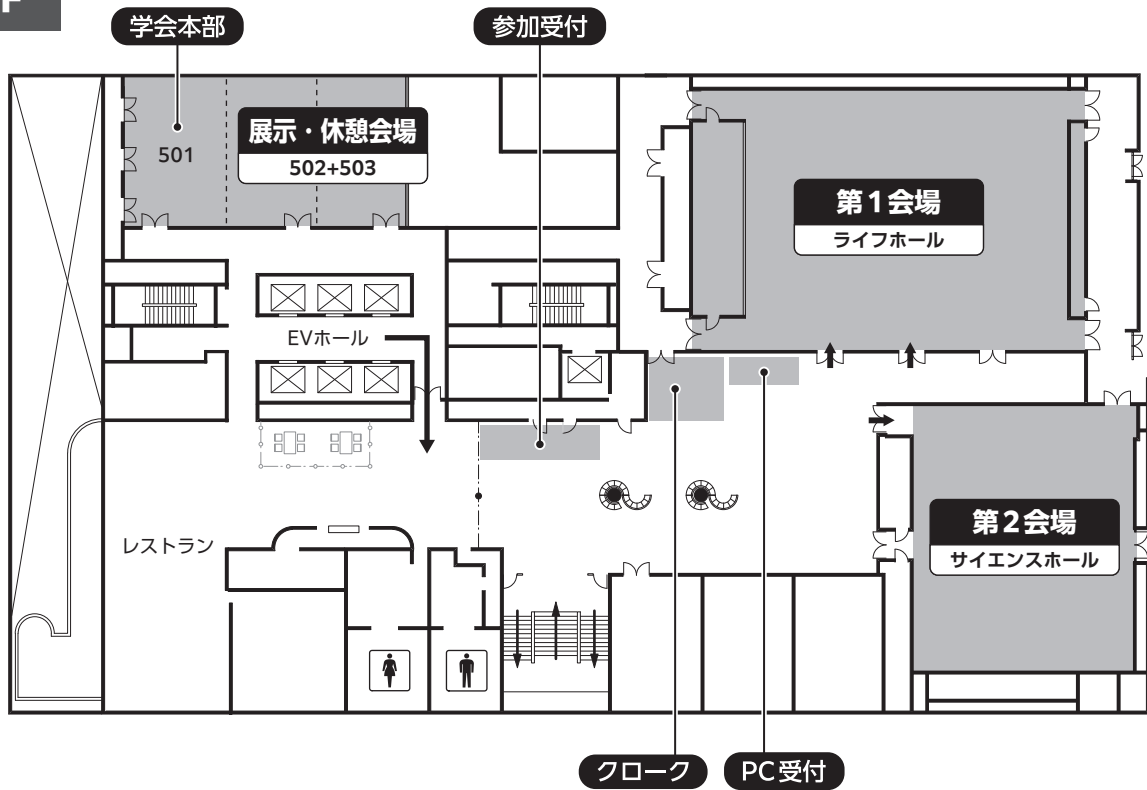 F
学会本部
参加受付
501
展示・休憩会場
502+503
第1会場
ライフホール
EVホール
レストラン
第2会場
サイエンスホール
クローク
PC受付